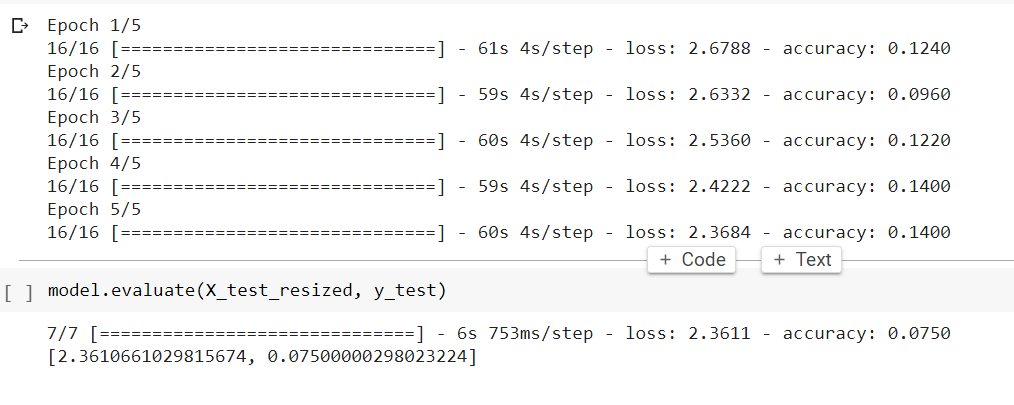 Epoch 1/5
16/16 [==============================] - 61s 4s/step - loss: 2.6788 - accuracy: 0.1240
Epoch 2/5
16/16 [==============================] - 59s 4s/step - loss: 2.6332 - accuracy: 0.0960
Epoch 3/5
16/16 [==============================] - 60s 4s/step - loss: 2.5360 - accuracy: 0.1220
Epoch 4/5
16/16 [==============================] - 59s 4s/step - loss: 2.4222 - accuracy: 0.1400
Epoch 5/5
16/16 [==============================] - 60s 4s/step - loss: 2.3684 - accuracy: 0.1400
+ Code + Text
[ ] model.evaluate(X_test_resized, y_test)
7/7 [==============================] - 6s 753ms/step - loss: 2.3611 - accuracy: 0.0750
[2.3610661029815674, 0.07500000298023224]